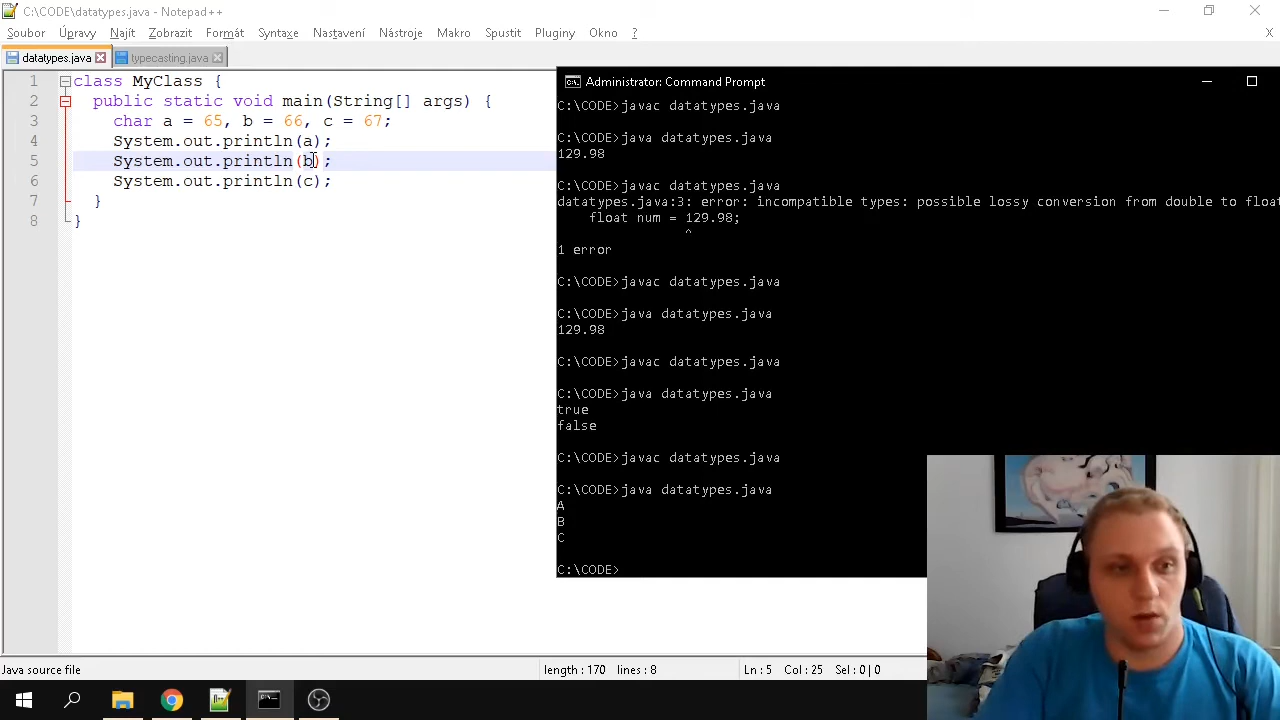 C:\CODE\datatypes.java - Notepad++
Soubor Úpravy Najít Zobrazit Formát Syntaxe Nastavení Nástroje Makro Spustit Pluginy Okno ? X
datatypes.java typecasting.java
1 class MyClass {
2 public static void main(String[] args) {
3 char a = 65, b = 66, c = 67;
4 System.out.println(a);
5 System.out.println(b);
6 System.out.println(c);
7 }
8 }
Administrator: Command Prompt
C:\CODE>javac datatypes.java
C:\CODE>java datatypes.java
129.98
C:\CODE>javac datatypes.java
datatypes.java:3: error: incompatible types: possible lossy conversion from double to float
float num = 129.98;
^
1 error
C:\CODE>javac datatypes.java
C:\CODE>java datatypes.java
129.98
C:\CODE>javac datatypes.java
C:\CODE>java datatypes.java
true
false
C:\CODE>javac datatypes.java
C:\CODE>java datatypes.java
A
B
C
C:\CODE>
Java source file length : 170 lines : 8 Ln : 5 Col : 25 Sel : 0 | 0